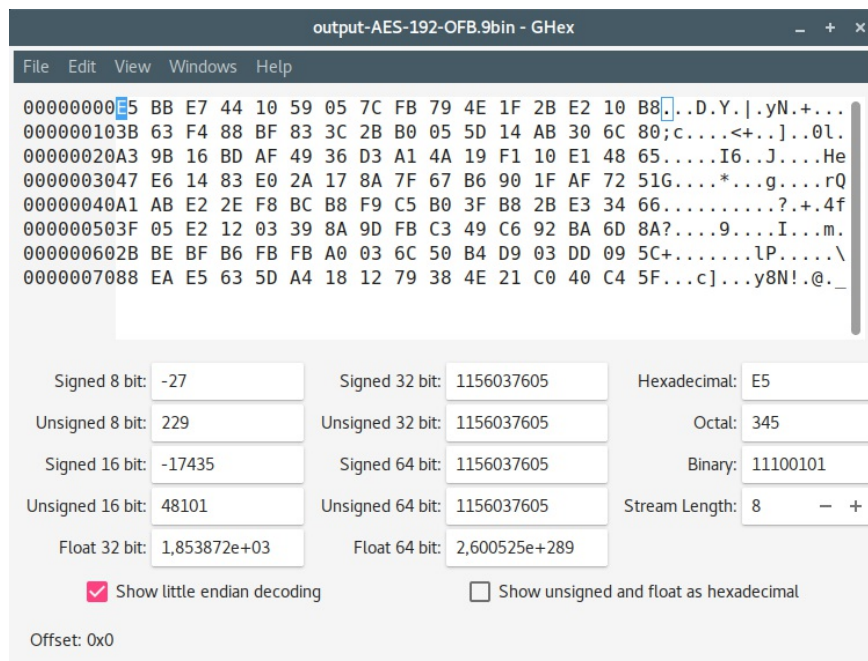 output-AES-192-OFB.9bin - GHex
File Edit View Windows Help
00000000E5 BB E7 44 10 59 05 7C FB 79 4E 1F 2B E2 10 B8...D.Y.|.yN.+...
000000103B 63 F4 88 BF 83 3C 2B B0 05 5D 14 AB 30 6C 80;c....<+..]..0l.
00000020A3 9B 16 BD AF 49 36 D3 A1 4A 19 F1 10 E1 48 65.....I6..J....He
0000003047 E6 14 83 E0 2A 17 8A 7F 67 B6 90 1F AF 72 51G....*...g....rQ
00000040A1 AB E2 2E F8 BC B8 F9 C5 B0 3F B8 2B E3 34 66..........?.+.4f
000000503F 05 E2 12 03 39 8A 9D FB C3 49 C6 92 BA 6D 8A?....9....I...m.
000000602B BE BF B6 FB FB A0 03 6C 50 B4 D9 03 DD 09 5C+.......lP.....\
0000007088 EA E5 63 5D A4 18 12 79 38 4E 21 C0 40 C4 5F...c]...y8N!.@._
Signed 8 bit: -27 Signed 32 bit: 1156037605 Hexadecimal: E5
Unsigned 8 bit: 229 Unsigned 32 bit: 1156037605 Octal: 345
Signed 16 bit: -17435 Signed 64 bit: 1156037605 Binary: 11100101
Unsigned 16 bit: 48101 Unsigned 64 bit: 1156037605 Stream Length: 8 − +
Float 32 bit: 1,853872e+03 Float 64 bit: 2,600525e+289
Show little endian decoding Show unsigned and float as hexadecimal
Offset: 0x0